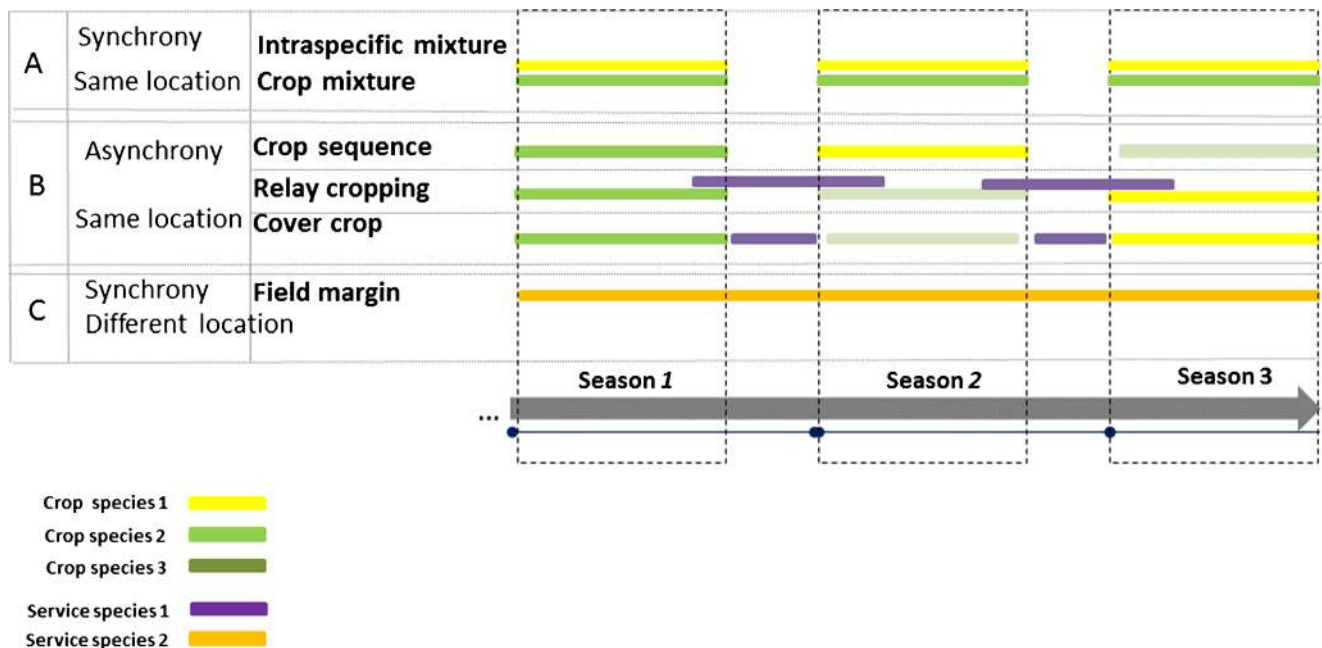 A
Synchrony
Same location
Intraspecific mixture
Crop mixture
B
Asynchrony
Same location
Crop sequence
Relay cropping
Cover crop
C
Synchrony
Different location
Field margin
Season 1
Season 2
Season 3
...
Crop species 1
Crop species 2
Crop species 3
Service species 1
Service species 2